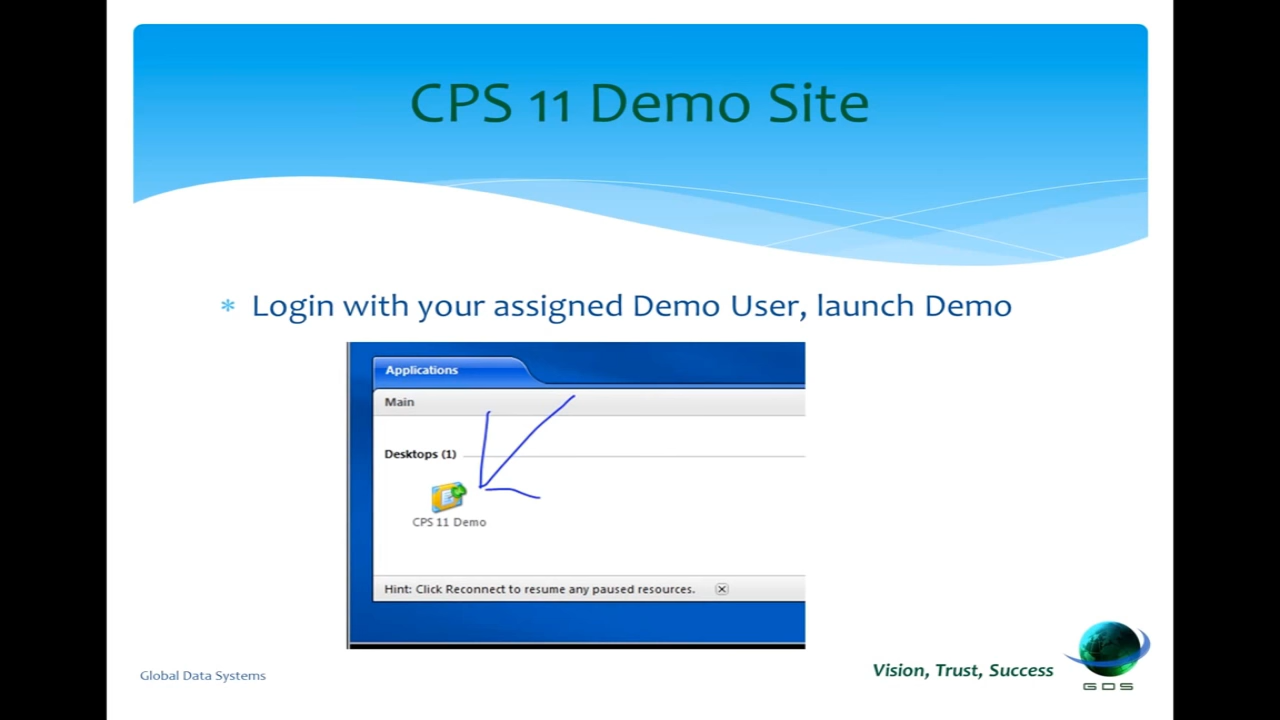 CPS 11 Demo Site
* Login with your assigned Demo User, launch Demo
Applications
Main
Desktops (1)
CPS 11 Demo
Hint: Click Reconnect to resume any paused resources.
Global Data Systems
Vision, Trust, Success
GDS